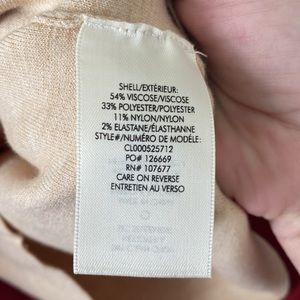 SHELL/EXTÉRIEUR:
54% VISCOSE/VISCOSE
33% POLYESTER/POLYESTER
11% NYLON/NYLON
2% ELASTANE/ÉLASTHANNE
STYLE#/NUMÉRO DE MODÈLE:
CL000525712
PO# 126669
RN# 107677
CARE ON REVERSE
ENTRETIEN AU VERSO